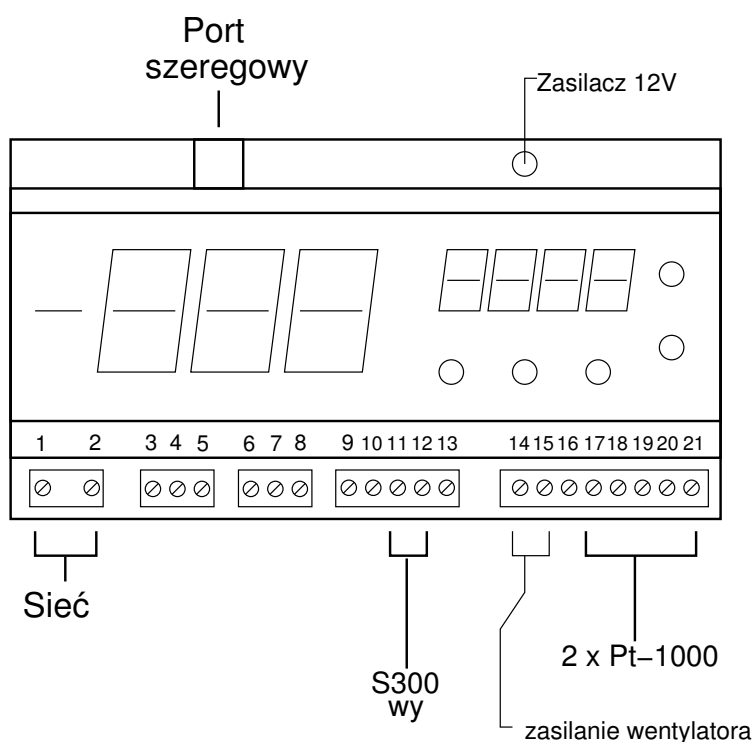 Port
szeregowy
Zasilacz 12V
1 2 3 4 5 6 7 8 9 10 11 12 13 14 15 16 17 18 19 20 21
Sieć
S300
wy
2 x Pt–1000
zasilanie wentylatora